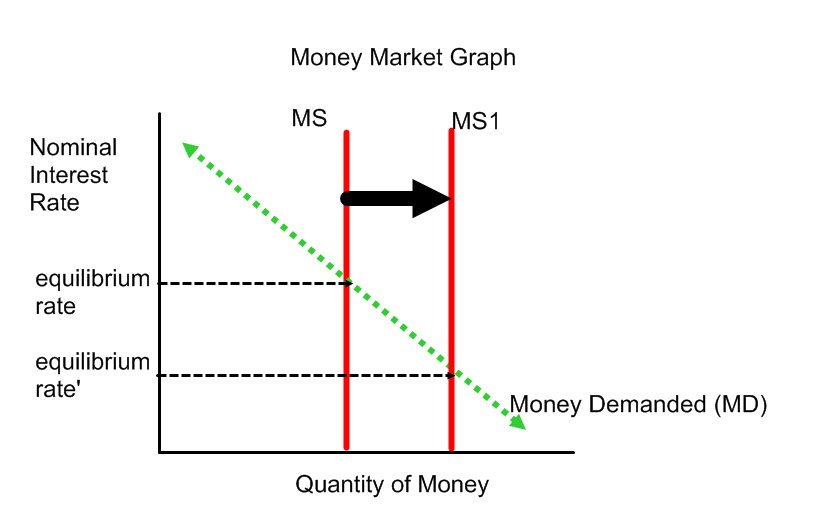 Money Market Graph
MS
MS1
Nominal
Interest
Rate
equilibrium
rate
equilibrium
rate'
Money Demanded (MD)
Quantity of Money